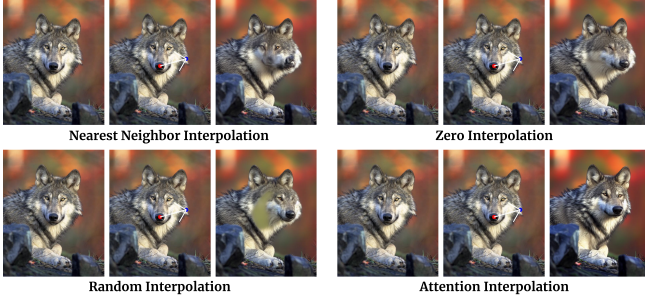 Nearest Neighbor Interpolation
Zero Interpolation
Random Interpolation
Attention Interpolation